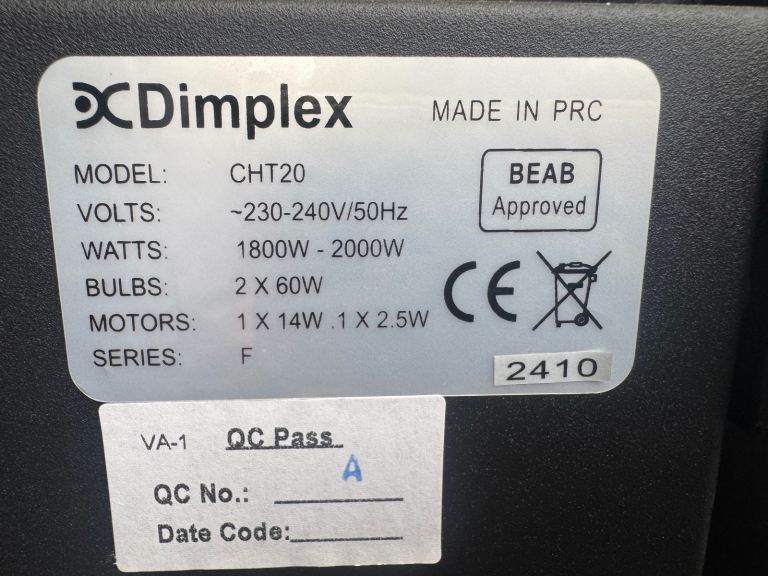 Dimplex MADE IN PRC
MODEL: CHT20
BEAB
Approved
VOLTS: ~230-240V/50Hz
WATTS: 1800W - 2000W
BULBS: 2 X 60W
CE
MOTORS: 1 X 14W .1 X 2.5W
SERIES: F
2410
VA-1 QC Pass
A
QC No.:
Date Code: